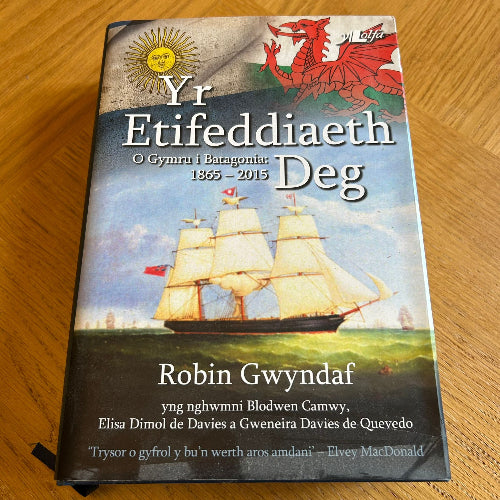 y Lolfa
Yr
Etifeddiaeth
O Gymru i Batagonia:
1865 – 2015
Deg
Robin Gwyndaf
yng nghwmni Blodwen Camwy,
Elisa Dimol de Davies a Gweneira Davies de Quevedo
'Trysor o gyfrol y bu'n werth aros amdani' – Elvey MacDonald